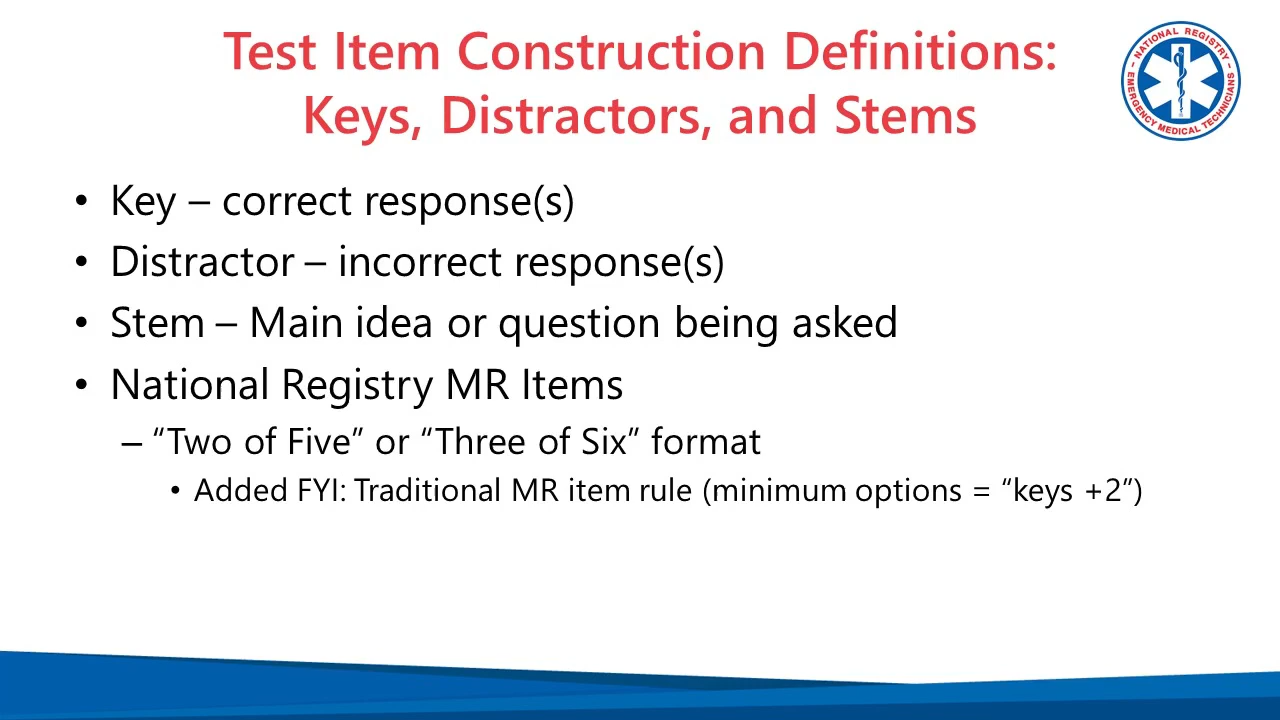 Test Item Construction Definitions:
Keys, Distractors, and Stems
NATIONAL REGISTRY
EMERGENCY MEDICAL TECHNICIANS
• Key – correct response(s)
• Distractor – incorrect response(s)
• Stem – Main idea or question being asked
• National Registry MR Items
– “Two of Five” or “Three of Six” format
• Added FYI: Traditional MR item rule (minimum options = “keys +2”)